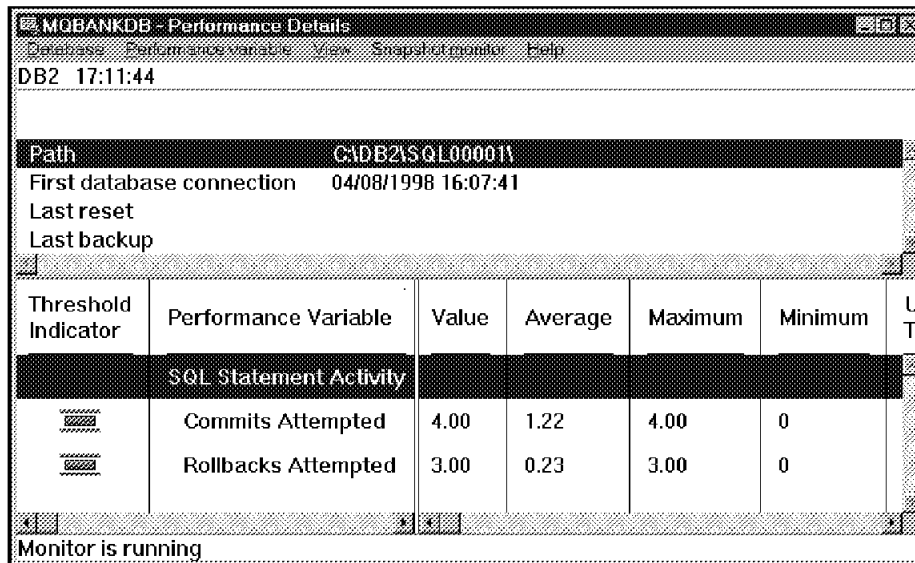 MQBANKDB - Performance Details
Database Performance variable View Snapshot monitor Help
DB2 17:11:44
Path C:\DB2\SQL00001\
First database connection 04/08/1998 16:07:41
Last reset
Last backup
Threshold Indicator Performance Variable Value Average Maximum Minimum
SQL Statement Activity
Commits Attempted 4.00 1.22 4.00 0
Rollbacks Attempted 3.00 0.23 3.00 0
Monitor is running